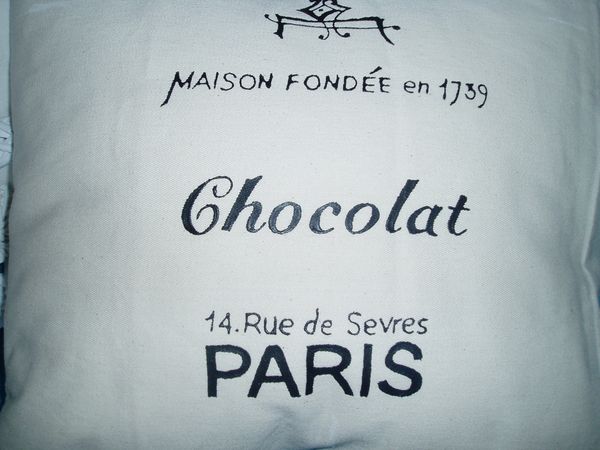 MAISON FONDÉE en 1739
Chocolat
14. Rue de Sevres
PARIS